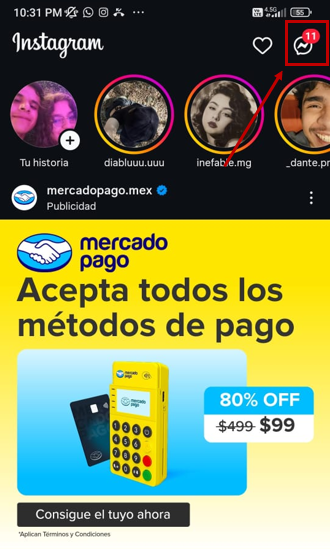 10:31 PM
4.5G
55
Instagram
11
Tu historia
diabluuu.uuu
inefable.mg
_dante.pr
mercadopago.mex
Publicidad
mercado
pago
Acepta todos los
métodos de pago
mercado
pago
80% OFF
$499 $99
Consigue el tuyo ahora
*Aplican Términos y Condiciones